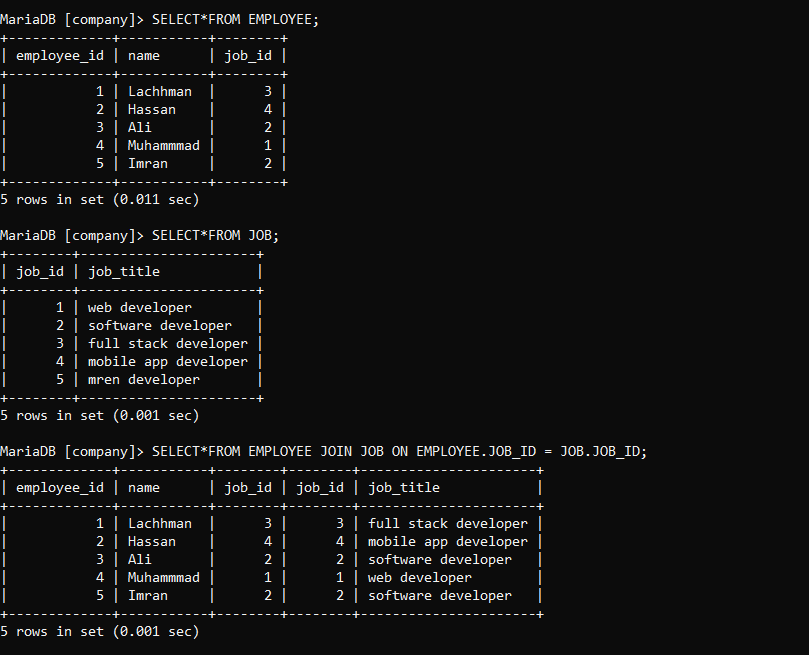 MariaDB [company]> SELECT*FROM EMPLOYEE;
+-------------+-----------+--------+
| employee_id | name      | job_id |
+-------------+-----------+--------+
|           1 | Lachhman  |      3 |
|           2 | Hassan    |      4 |
|           3 | Ali       |      2 |
|           4 | Muhammmad |      1 |
|           5 | Imran     |      2 |
+-------------+-----------+--------+
5 rows in set (0.011 sec)
MariaDB [company]> SELECT*FROM JOB;
+--------+----------------------+
| job_id | job_title            |
+--------+----------------------+
|      1 | web developer        |
|      2 | software developer   |
|      3 | full stack developer |
|      4 | mobile app developer |
|      5 | mren developer       |
+--------+----------------------+
5 rows in set (0.001 sec)
MariaDB [company]> SELECT*FROM EMPLOYEE JOIN JOB ON EMPLOYEE.JOB_ID = JOB.JOB_ID;
+-------------+-----------+--------+--------+----------------------+
| employee_id | name      | job_id | job_id | job_title            |
+-------------+-----------+--------+--------+----------------------+
|           1 | Lachhman  |      3 |      3 | full stack developer |
|           2 | Hassan    |      4 |      4 | mobile app developer |
|           3 | Ali       |      2 |      2 | software developer   |
|           4 | Muhammmad |      1 |      1 | web developer        |
|           5 | Imran     |      2 |      2 | software developer   |
+-------------+-----------+--------+--------+----------------------+
5 rows in set (0.001 sec)